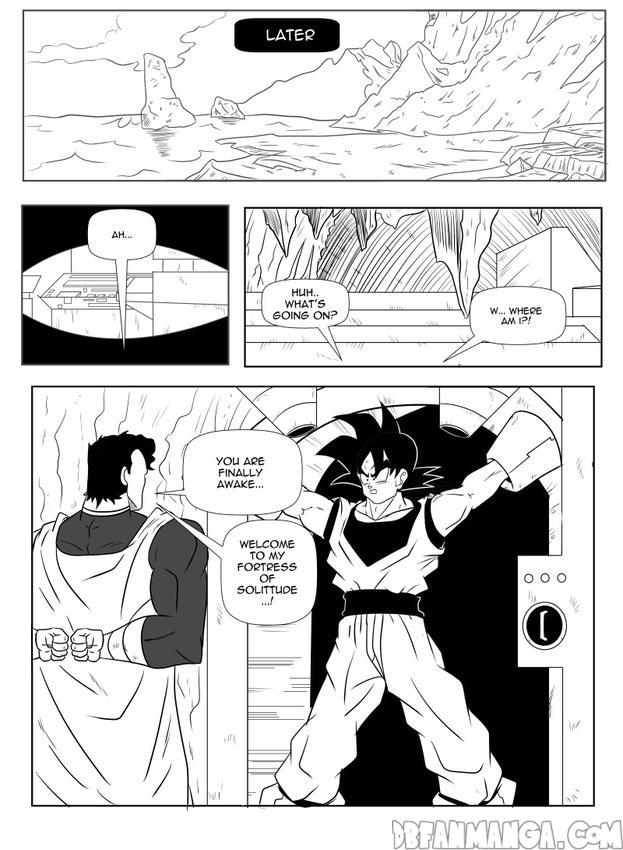 LATER
AH...
HUH..
WHAT'S
GOING ON?
W... WHERE
AM I?!
YOU ARE
FINALLY
AWAKE...
WELCOME
TO MY
FORTRESS
OF
SOLITTUDE
...!
DBFANMANGA.COM